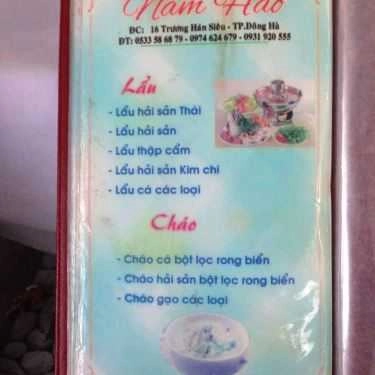 Nam Hảo
ĐC: 16 Trương Hán Siêu - TP.Đông Hà
ĐT: 0533 58 68 79 - 0974 624 679 - 0931 920 555
Lẩu
- Lẩu hải sản Thái
- Lẩu hải sản
- Lẩu thập cẩm
- Lẩu hải sản Kim chi
- Lẩu cá các loại
Cháo
- Cháo cá bột lọc rong biển
- Cháo hải sản bột lọc rong biển
- Cháo gạo các loại